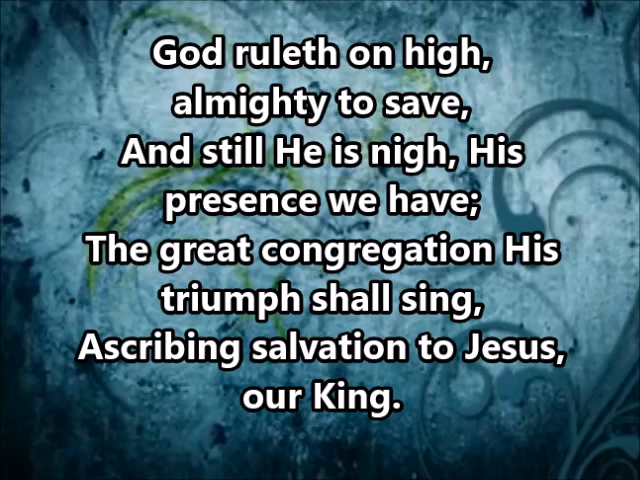 God ruleth on high,
almighty to save,
And still He is nigh, His
presence we have;
The great congregation His
triumph shall sing,
Ascribing salvation to Jesus,
our King.